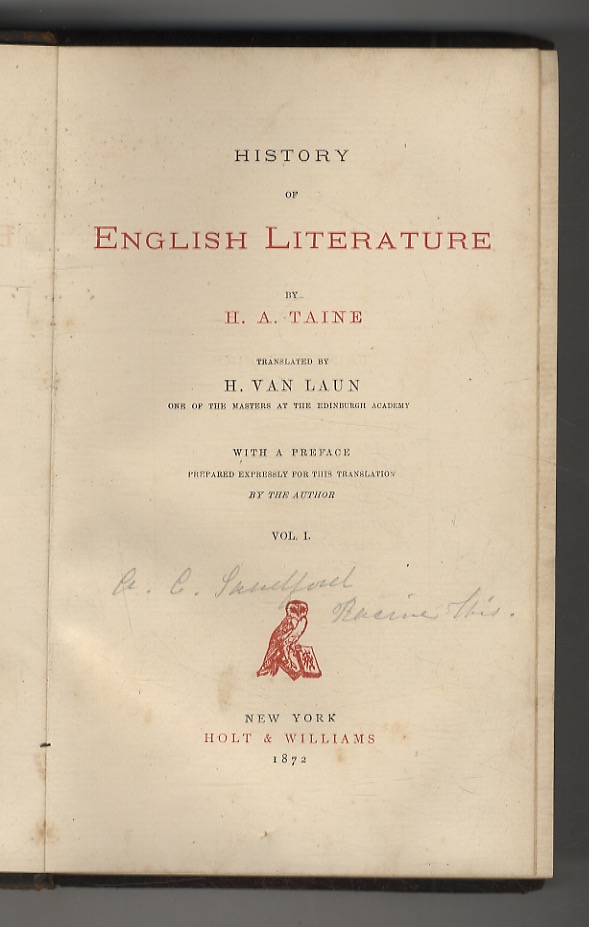 HISTORY
OF
ENGLISH LITERATURE
BY
H. A. TAINE
TRANSLATED BY
H. VAN LAUN
ONE OF THE MASTERS AT THE EDINBURGH ACADEMY
WITH A PREFACE
PREPARED EXPRESSLY FOR THIS TRANSLATION
BY THE AUTHOR
VOL. I.
A. C. Sandford
Racine Wis.
NEW YORK
HOLT & WILLIAMS
1872